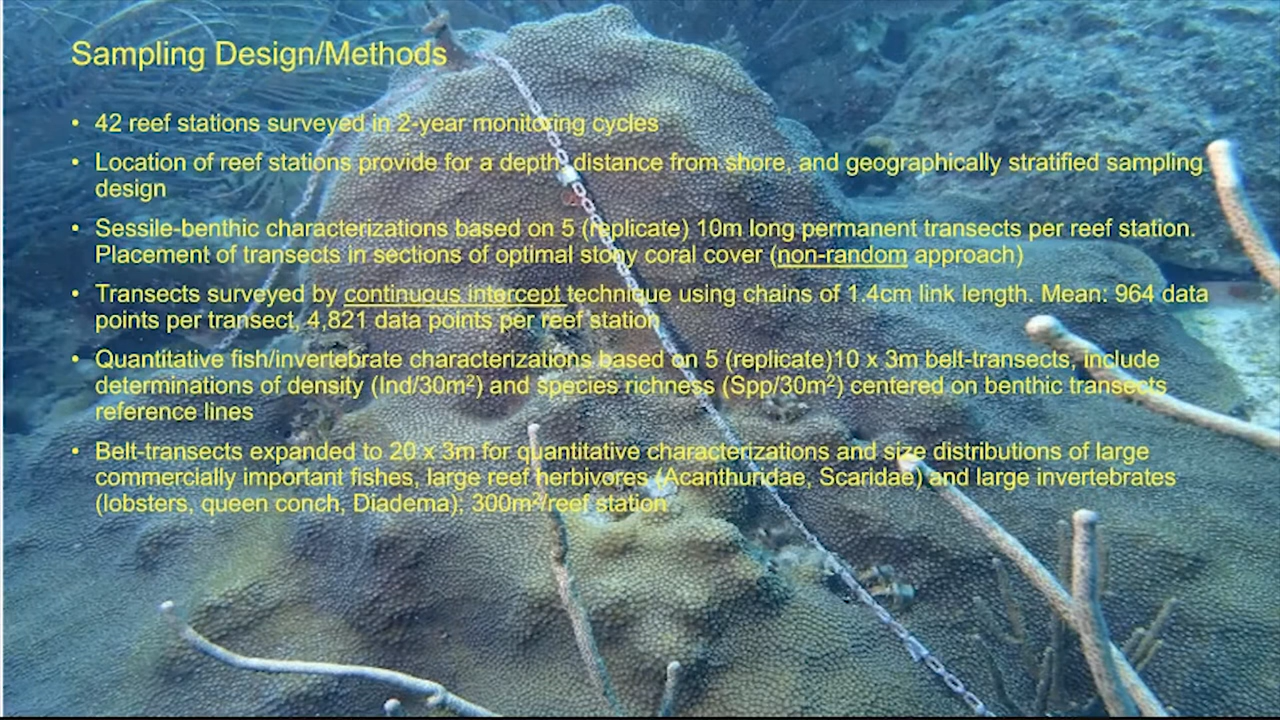 Sampling Design/Methods
• 42 reef stations surveyed in 2-year monitoring cycles
• Location of reef stations provide for a depth, distance from shore, and geographically stratified sampling
design
• Sessile-benthic characterizations based on 5 (replicate) 10m long permanent transects per reef station.
Placement of transects in sections of optimal stony coral cover (non-random approach)
• Transects surveyed by continuous intercept technique using chains of 1.4cm link length. Mean: 964 data
points per transect, 4,821 data points per reef station
• Quantitative fish/invertebrate characterizations based on 5 (replicate)10 x 3m belt-transects, include
determinations of density (Ind/30m²) and species richness (Spp/30m²) centered on benthic transects
reference lines
• Belt-transects expanded to 20 x 3m for quantitative characterizations and size distributions of large
commercially important fishes, large reef herbivores (Acanthuridae, Scaridae) and large invertebrates
(lobsters, queen conch, Diadema); 300m²/reef station